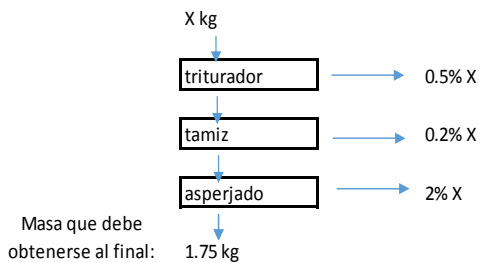 X kg
triturador
0.5% X
tamiz
0.2% X
asperjado
2% X
Masa que debe
obtenerse al final:
1.75 kg